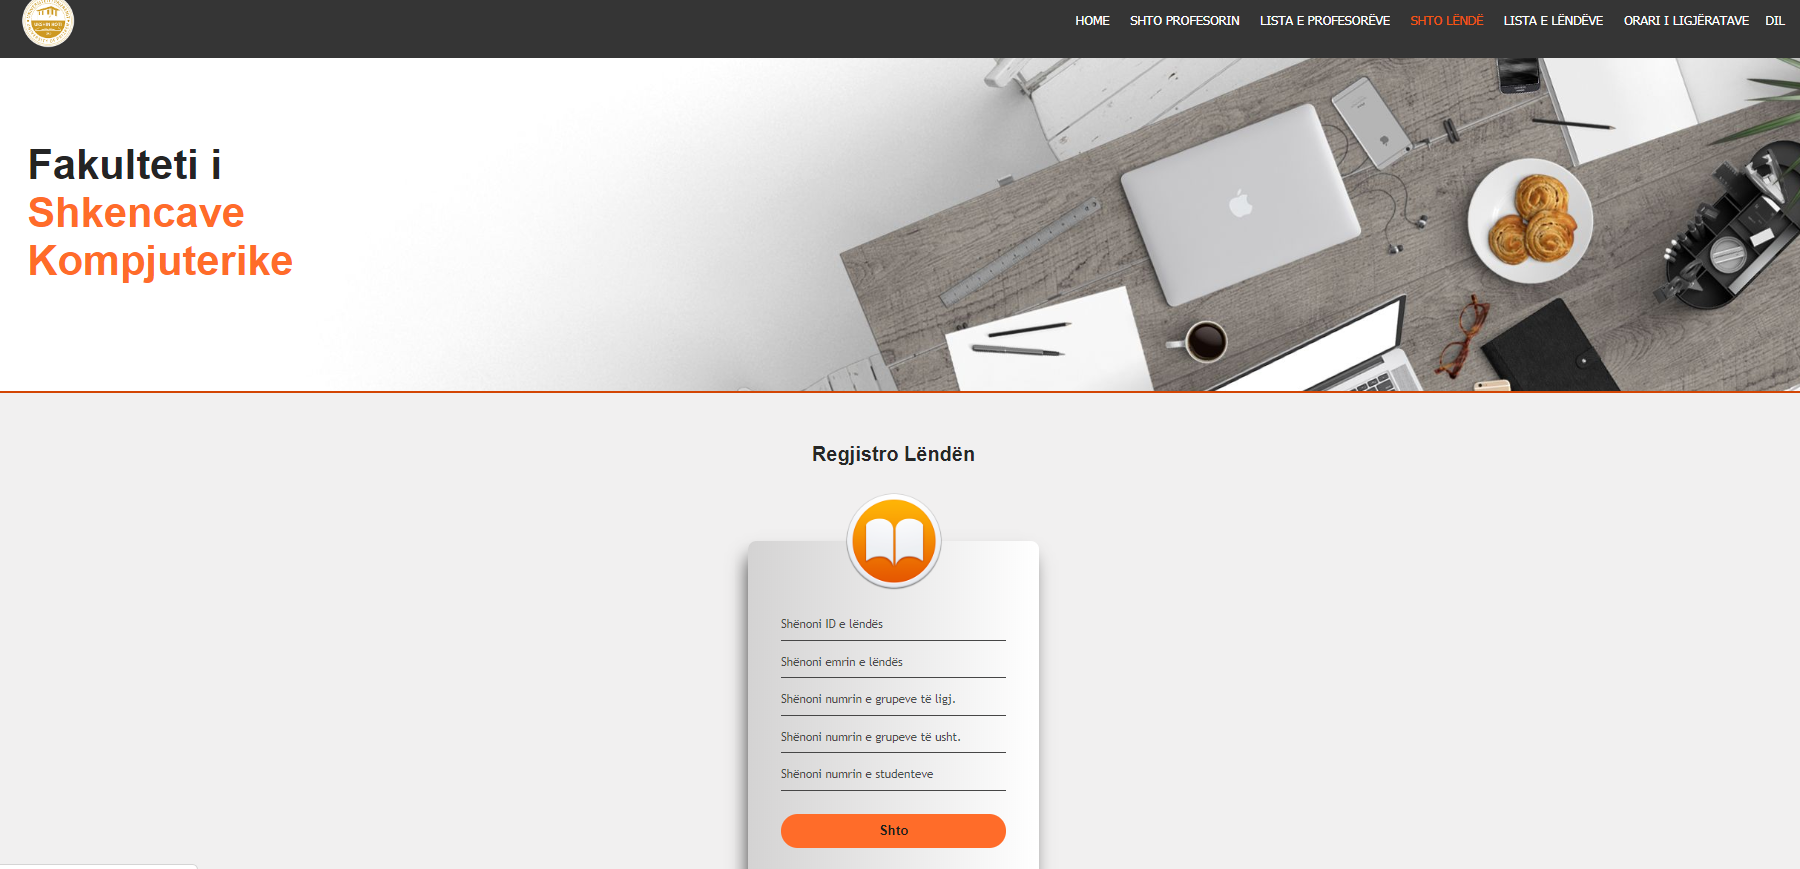 HOME SHTO PROFESORIN LISTA E PROFESORËVE SHTO LËNDË LISTA E LËNDËVE ORARI I LIGJËRATAVE DIL
Fakulteti i
Shkencave
Kompjuterike
Regjistro Lëndën
Shënoni ID e lëndës
Shënoni emrin e lëndës
Shënoni numrin e grupeve të ligj.
Shënoni numrin e grupeve të usht.
Shënoni numrin e studenteve
Shto